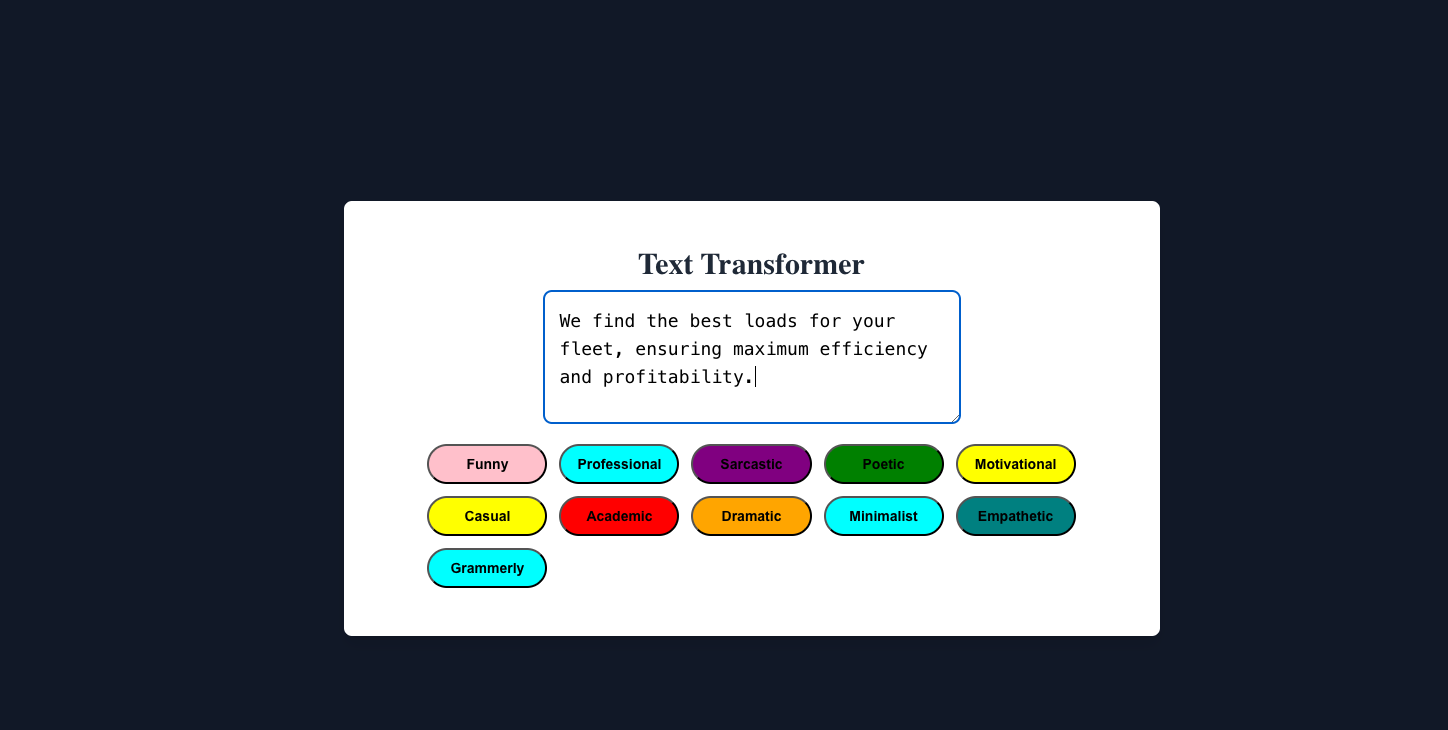 Text Transformer
We find the best loads for your
fleet, ensuring maximum efficiency
and profitability.
Funny Professional Sarcastic Poetic Motivational
Casual Academic Dramatic Minimalist Empathetic
Grammerly